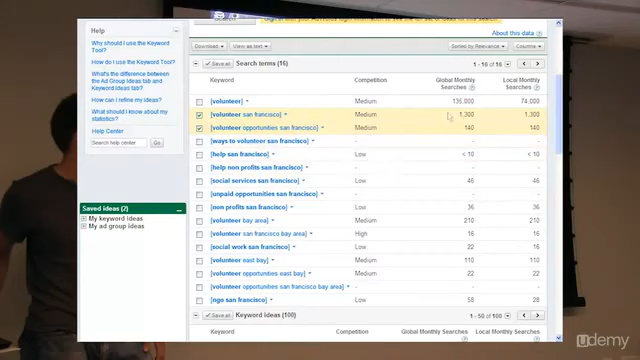 Help
Why should I use the Keyword
Tool?
How do I use the Keyword Tool?
What's the difference between
the Ad Group Ideas tab and
Keyword Ideas tab?
How can I refine my ideas?
What should I know about my
statistics?
Help Center
Search help center Go
Saved ideas (2)
My keyword ideas
My ad group ideas
Search
About this data
Download View as text Sorted by Relevance Columns
Save all Search terms (16) 1 - 16 of 16
Keyword Competition Global Monthly Searches Local Monthly Searches
[volunteer] Medium 135,000 74,000
[volunteer san francisco] Medium 1,300 1,300
[volunteer opportunities san francisco] Medium 140 140
[ways to volunteer san francisco] - -
[help san francisco] Low < 10 < 10
[help non profits san francisco] - -
[social services san francisco] Low 46 46
[unpaid opportunities san francisco] - -
[non profits san francisco] Low 36 36
[volunteer bay area] Medium 210 210
[volunteer san francisco bay area] High 16 16
[social work san francisco] Low 22 16
[volunteer east bay] Medium 110 110
[volunteer opportunities east bay] Medium 22 22
[volunteer opportunities san francisco bay area] - -
[ngo san francisco] Low 58 28
Save all Keyword ideas (100) 1 - 50 of 100
Keyword Competition Global Monthly Searches Local Monthly Searches
udemy